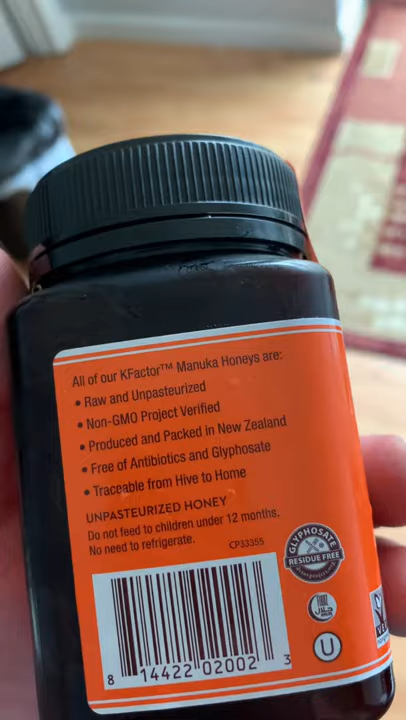 All of our KFactor™ Manuka Honeys are:
• Raw and Unpasteurized
• Non-GMO Project Verified
• Produced and Packed in New Zealand
• Free of Antibiotics and Glyphosate
• Traceable from Hive to Home
UNPASTEURIZED HONEY
Do not feed to children under 12 months.
No need to refrigerate.
CP33355
GLYPHOSATE
RESIDUE FREE
U
8 14422 02002 3